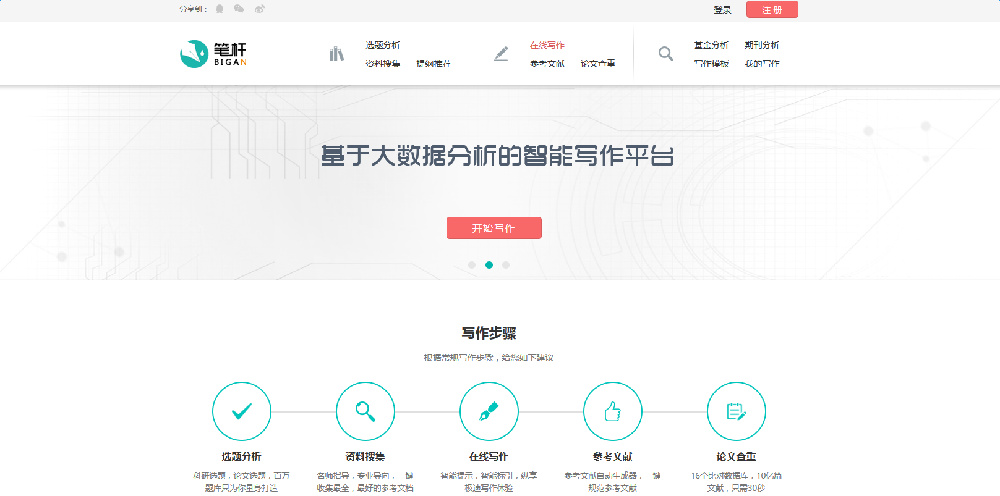 分享到：
登录
注 册
笔杆
BIGAN
选题分析
资料搜集 提纲推荐
在线写作
参考文献 论文查重
基金分析 期刊分析
写作模板 我的写作
基于大数据分析的智能写作平台
开始写作
写作步骤
根据常规写作步骤，给您如下建议
选题分析
科研选题，论文选题，百万
题库只为你量身打造
资料搜集
名师指导，专业导向，一键
收集最全，最好的参考文档
在线写作
智能提示，智能标引，纵享
极速写作体验
参考文献
参考文献自动生成器，一键
规范参考文献
论文查重
16个比对数据库，10亿篇
文献，只需30秒